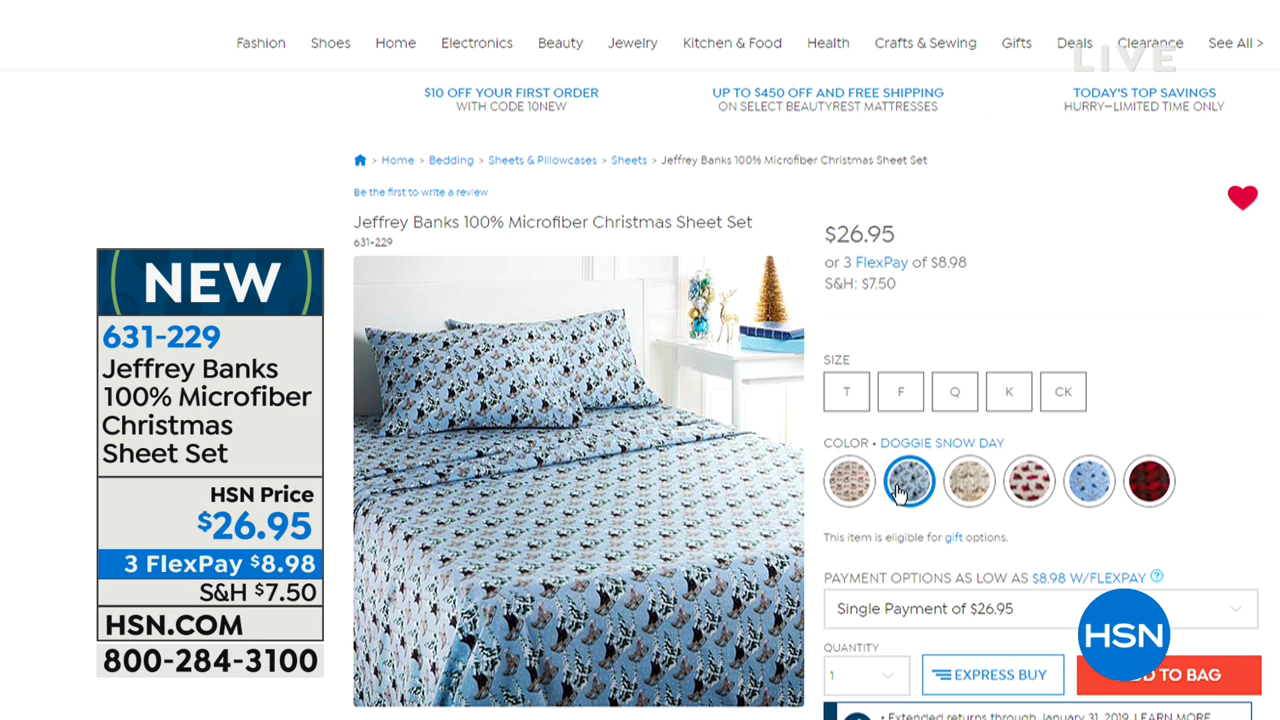 Fashion Shoes Home Electronics Beauty Jewelry Kitchen & Food Health Crafts & Sewing Gifts Deals Clearance See All >
LIVE
$10 OFF YOUR FIRST ORDER
WITH CODE 10NEW
UP TO $450 OFF AND FREE SHIPPING
ON SELECT BEAUTYREST MATTRESSES
TODAY'S TOP SAVINGS
HURRY—LIMITED TIME ONLY
> Home > Bedding > Sheets & Pillowcases > Sheets > Jeffrey Banks 100% Microfiber Christmas Sheet Set
Be the first to write a review
Jeffrey Banks 100% Microfiber Christmas Sheet Set
631-229
$26.95
or 3 FlexPay of $8.98
S&H: $7.50
SIZE
T F Q K CK
COLOR • DOGGIE SNOW DAY
This item is eligible for gift options.
PAYMENT OPTIONS AS LOW AS $8.98 W/FLEXPAY ?
Single Payment of $26.95
QUANTITY
1
EXPRESS BUY
TO BAG
• Extended returns through January 31, 2019. LEARN MORE
NEW
631-229
Jeffrey Banks
100% Microfiber
Christmas
Sheet Set
HSN Price
$26.95
3 FlexPay $8.98
S&H $7.50
HSN.COM
800-284-3100
HSN